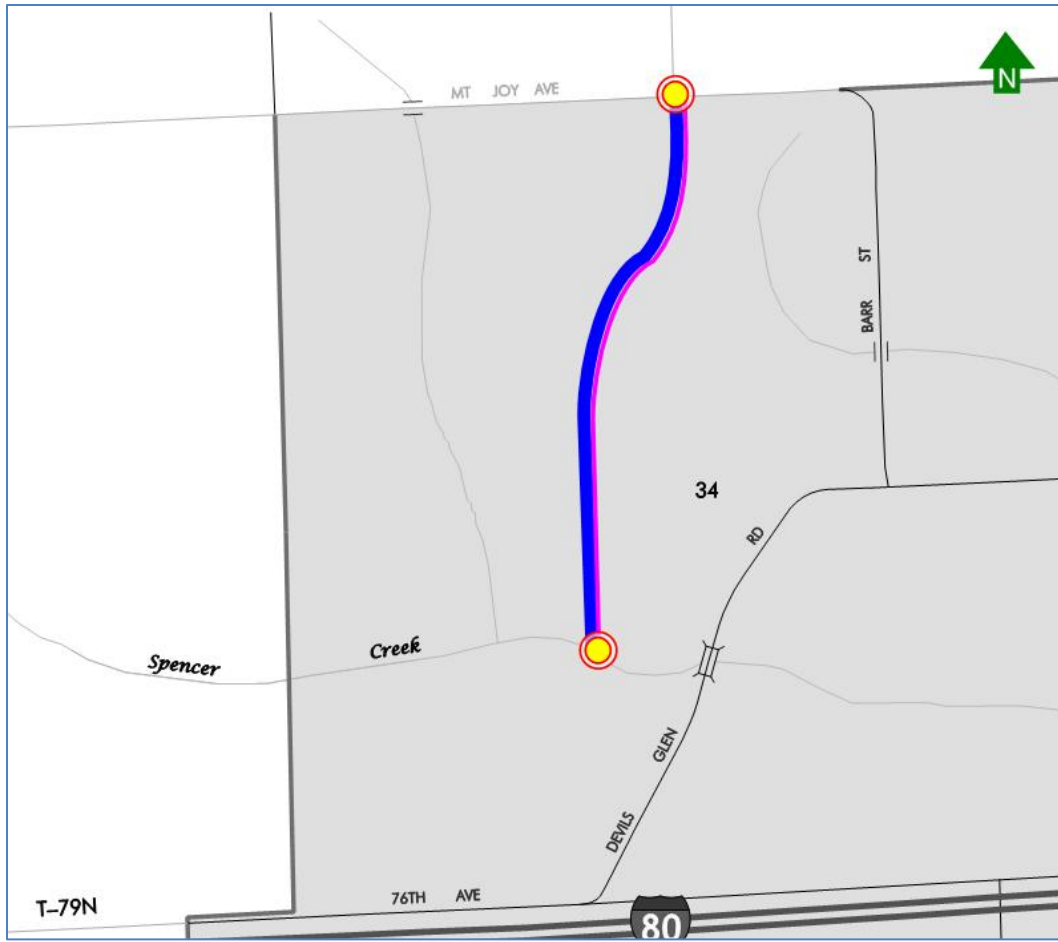 N
MT JOY AVE
BARR ST
34
RD
Spencer Creek
GLEN
DEVILS
76TH AVE
T–79N
80